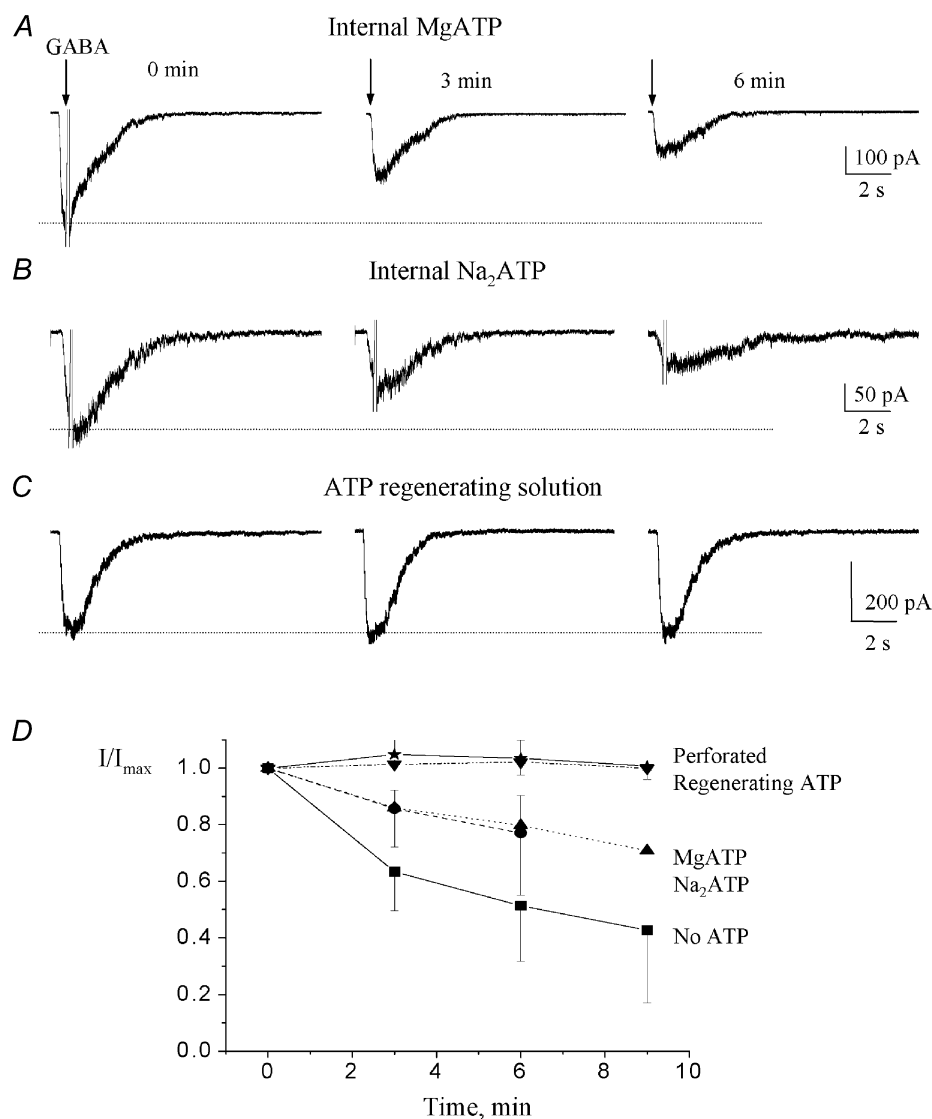 A
Internal MgATP
GABA
0 min
3 min
6 min
100 pA
2 s
B
Internal Na₂ATP
50 pA
2 s
C
ATP regenerating solution
200 pA
2 s
D
I/Imax
1.0
0.8
0.6
0.4
0.2
0.0
Perforated
Regenerating ATP
MgATP
Na₂ATP
No ATP
0 2 4 6 8 10
Time, min